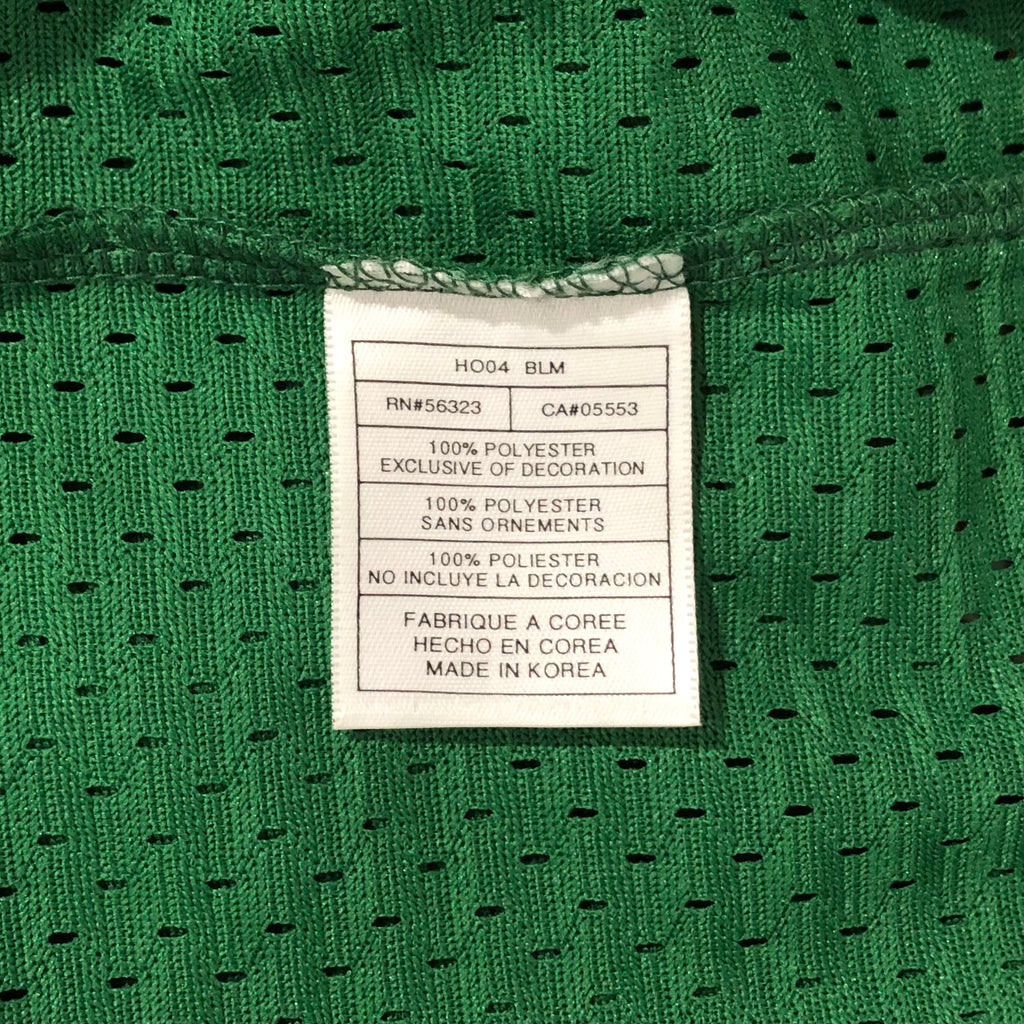 HO04 BLM
RN#56323 CA#05553
100% POLYESTER
EXCLUSIVE OF DECORATION
100% POLYESTER
SANS ORNEMENTS
100% POLIESTER
NO INCLUYE LA DECORACION
FABRIQUE A COREE
HECHO EN COREA
MADE IN KOREA